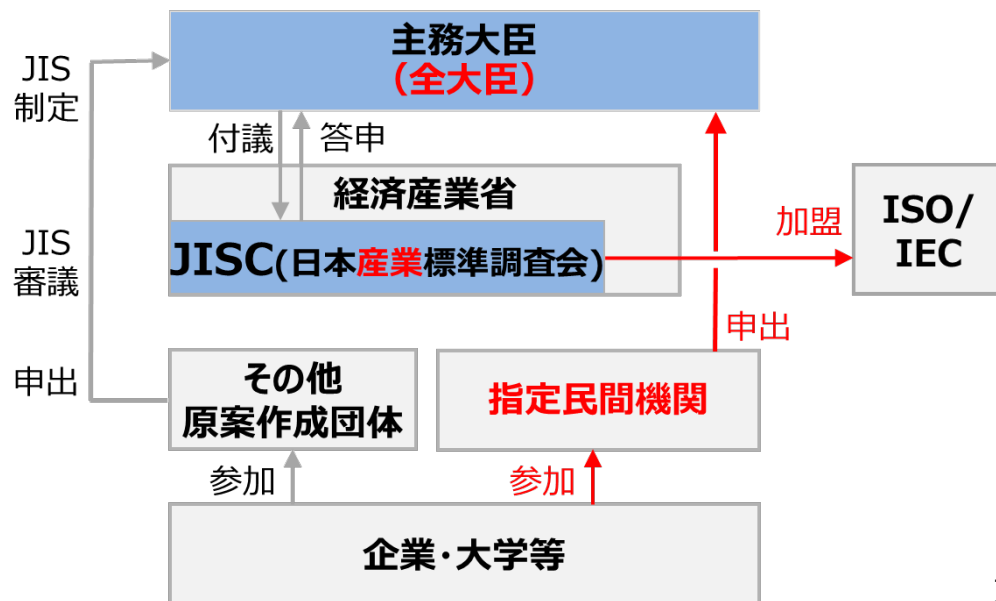 主務大臣
（全大臣）
JIS
制定
付議
答申
経済産業省
JISC(日本産業標準調査会)
加盟
ISO/
IEC
JIS
審議
申出
申出
その他
原案作成団体
指定民間機関
参加
参加
企業・大学等